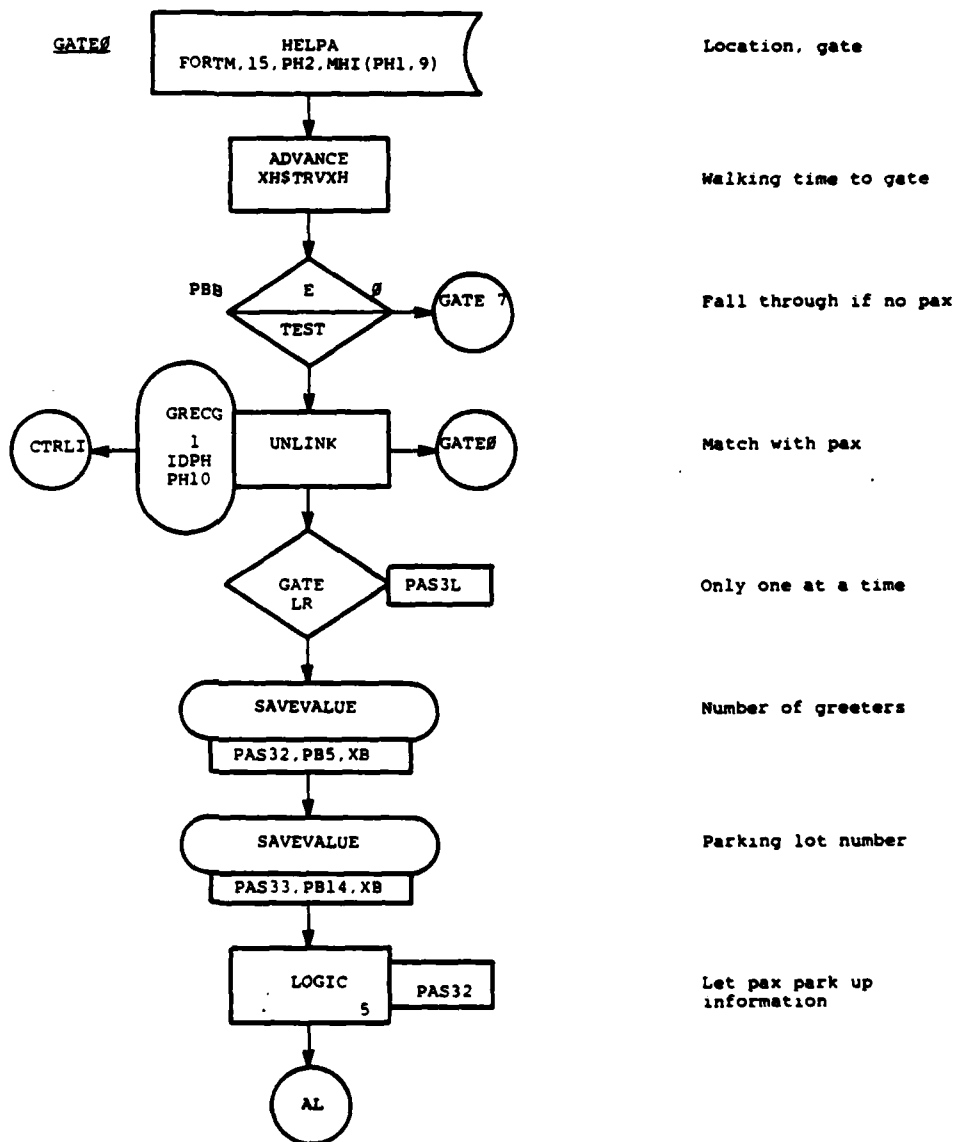 GATEØ
HELPA
FORTM,15,PH2,MHI(PH1,9)
Location, gate
ADVANCE
XH$TRVXH
Walking time to gate
PBB
E
Ø
TEST
GATE 7
Fall through if no pax
CTRLI
GRECG
1
IDPH
PH10
UNLINK
GATEØ
Match with pax
GATE
LR
PAS3L
Only one at a time
SAVEVALUE
PAS32,PB5,XB
Number of greeters
SAVEVALUE
PAS33,PB14,XB
Parking lot number
LOGIC
5
PAS32
Let pax park up
information
AL